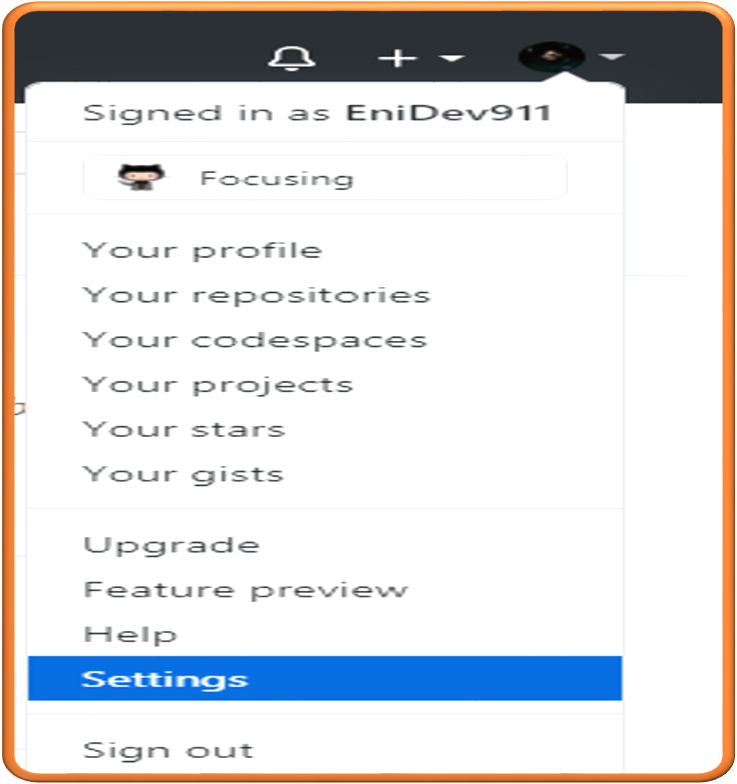 Signed in as EniDev911
Focusing
Your profile
Your repositories
Your codespaces
Your projects
Your stars
Your gists
Upgrade
Feature preview
Help
Settings
Sign out